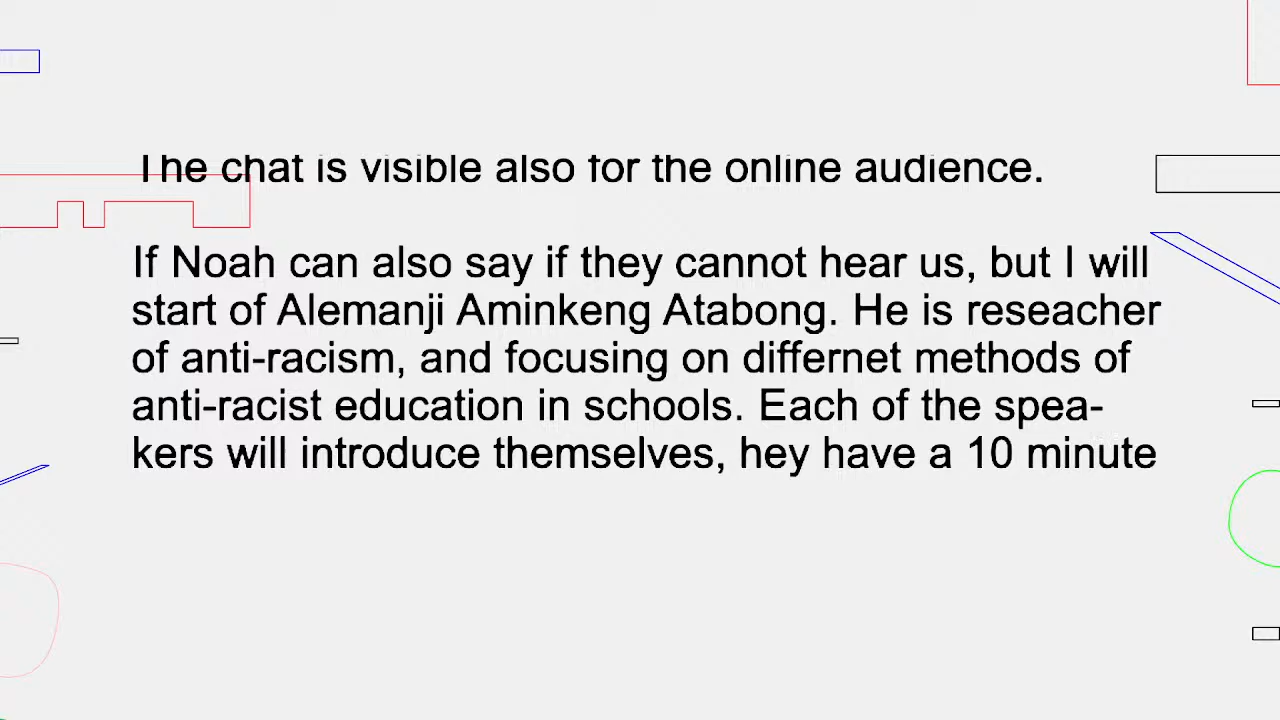 The chat is visible also for the online audience.
If Noah can also say if they cannot hear us, but I will
start of Alemanji Aminkeng Atabong. He is reseacher
of anti-racism, and focusing on differnet methods of
anti-racist education in schools. Each of the spea-
kers will introduce themselves, hey have a 10 minute